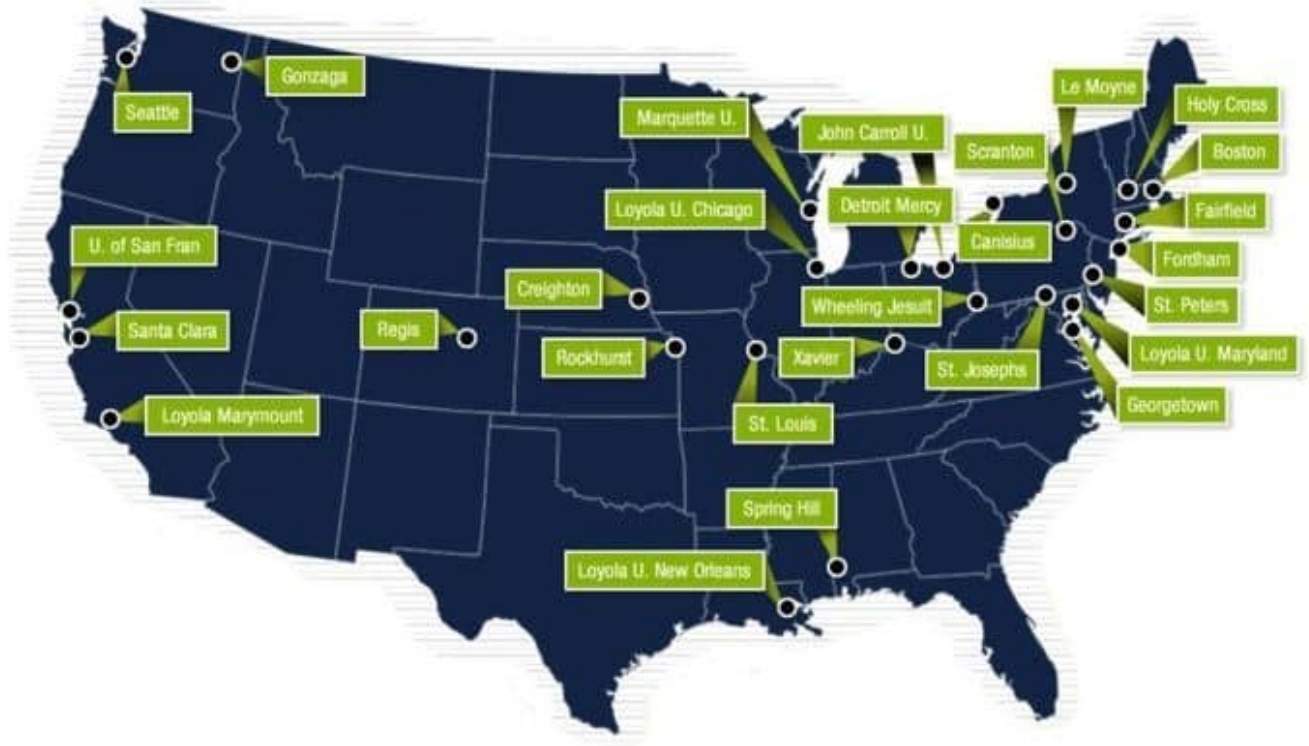 Gonzaga
Seattle
Le Moyne
Holy Cross
Marquette U.
John Carroll U.
Scranton
Boston
Loyola U. Chicago
Detroit Mercy
Fairfield
Canisius
U. of San Fran
Fordham
Creighton
Wheeling Jesuit
St. Peters
Santa Clara
Regis
Rockhurst
Xavier
St. Josephs
Loyola U. Maryland
Georgetown
Loyola Marymount
St. Louis
Spring Hill
Loyola U. New Orleans